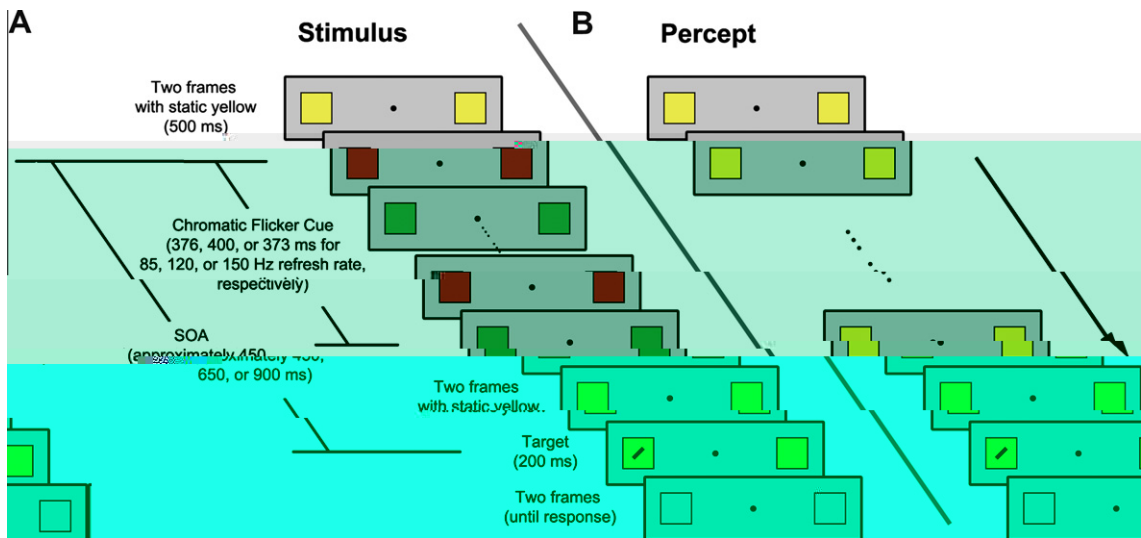 A
Stimulus
B
Percept
Two frames
with static yellow
(500 ms)
Chromatic Flicker Cue
(376, 400, or 373 ms for
85, 120, or 150 Hz refresh rate,
respectively)
SOA
(approximately 450,
650, or 900 ms)
Two frames
with static yellow
Target
(200 ms)
Two frames
(until response)